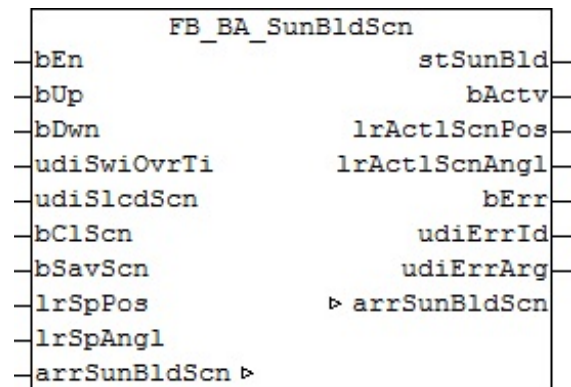 FB_BA_SunBldScn
bEn stSunBld
bUp bActv
bDwn lrActlScnPos
udiSwiOvrTi lrActlScnAngl
udiSlcdScn bErr
bClScn udiErrId
bSavScn udiErrArg
lrSpPos ▹ arrSunBldScn
lrSpAngl
arrSunBldScn ▹